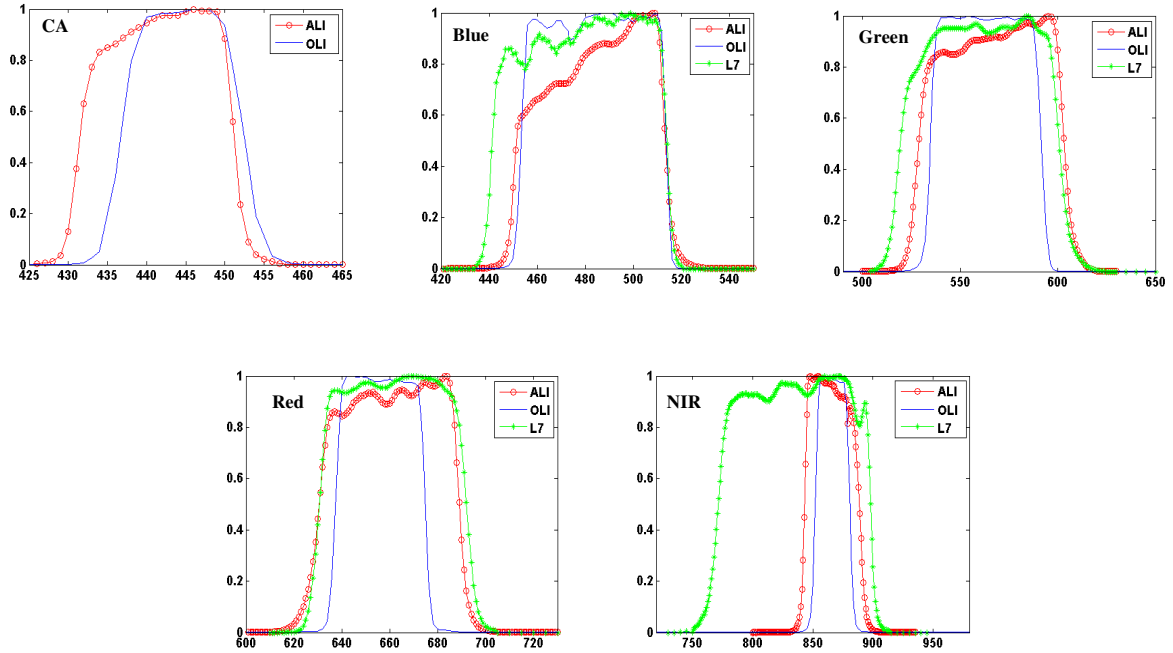 CA
1
0.8
0.6
0.4
0.2
0
425 430 435 440 445 450 455 460 465
ALI
OLI
Blue
1
0.8
0.6
0.4
0.2
0
420 440 460 480 500 520 540
ALI
OLI
L7
Green
1
0.8
0.6
0.4
0.2
0
500 550 600 650
ALI
OLI
L7
Red
1
0.8
0.6
0.4
0.2
0
600 620 640 660 680 700 720
ALI
OLI
L7
NIR
1
0.8
0.6
0.4
0.2
0
750 800 850 900 950
ALI
OLI
L7